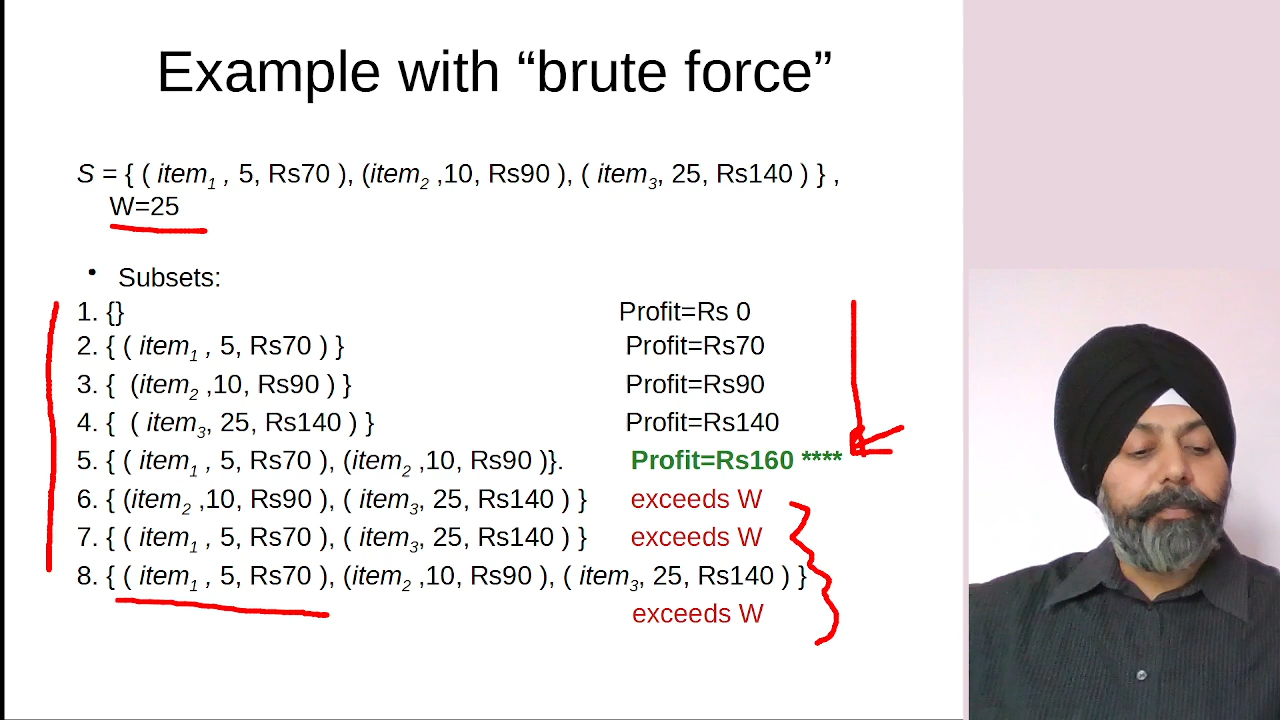 Example with “brute force”
S = { ( item1 , 5, Rs70 ), (item2 ,10, Rs90 ), ( item3, 25, Rs140 ) } ,
W=25
• Subsets:
1. {} Profit=Rs 0
2. { ( item1 , 5, Rs70 ) } Profit=Rs70
3. { (item2 ,10, Rs90 ) } Profit=Rs90
4. { ( item3, 25, Rs140 ) } Profit=Rs140
5. { ( item1 , 5, Rs70 ), (item2 ,10, Rs90 )}. Profit=Rs160 ****
6. { (item2 ,10, Rs90 ), ( item3, 25, Rs140 ) } exceeds W
7. { ( item1 , 5, Rs70 ), ( item3, 25, Rs140 ) } exceeds W
8. { ( item1 , 5, Rs70 ), (item2 ,10, Rs90 ), ( item3, 25, Rs140 ) }
exceeds W